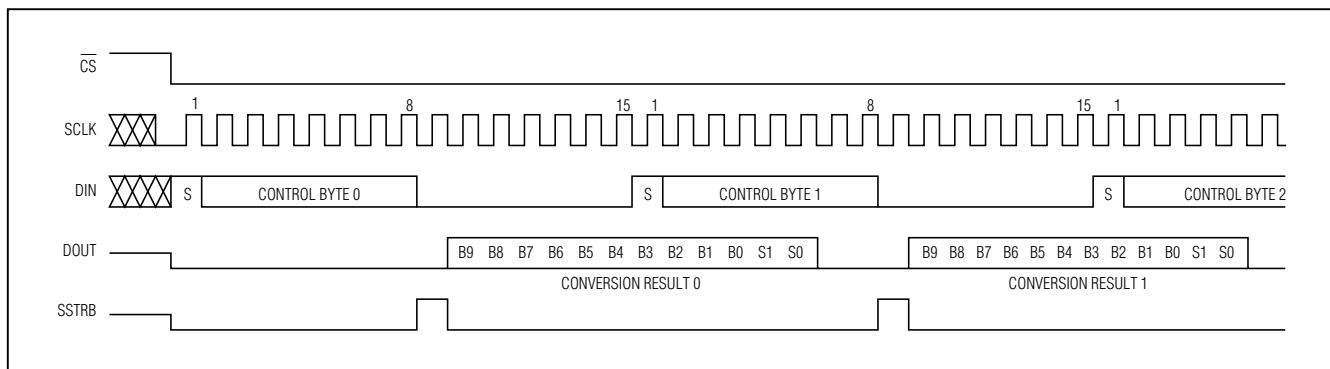 CS
1 8 15 1 8 15 1
SCLK
DIN S CONTROL BYTE 0 S CONTROL BYTE 1 S CONTROL BYTE 2
DOUT B9 B8 B7 B6 B5 B4 B3 B2 B1 B0 S1 S0 B9 B8 B7 B6 B5 B4 B3 B2 B1 B0 S1 S0
CONVERSION RESULT 0 CONVERSION RESULT 1
SSTRB